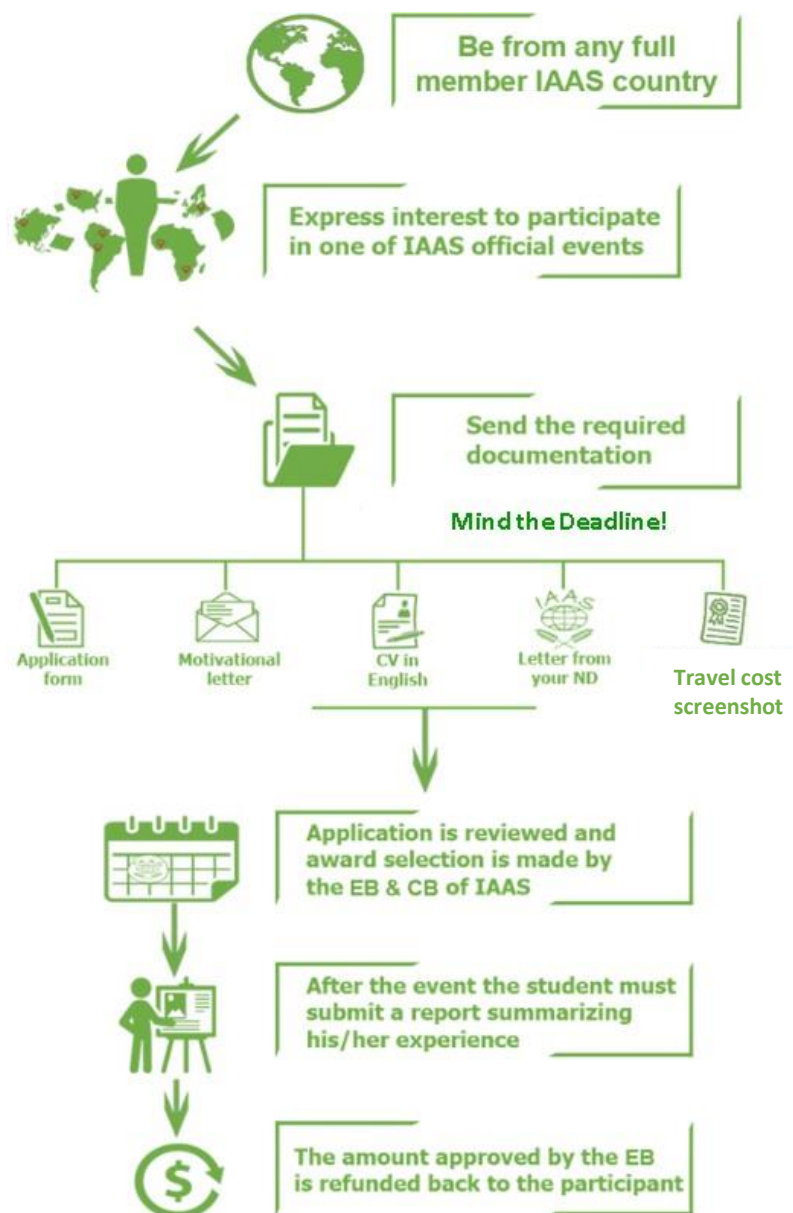 Be from any full
member IAAS country
Express interest to participate
in one of IAAS official events
Send the required
documentation
Mind the Deadline!
IAAS
Application
form
Motivational
letter
CV in
English
Letter from
your ND
Travel cost
screenshot
Application is reviewed and
award selection is made by
the EB & CB of IAAS
After the event the student must
submit a report summarizing
his/her experience
$
The amount approved by the EB
is refunded back to the participant